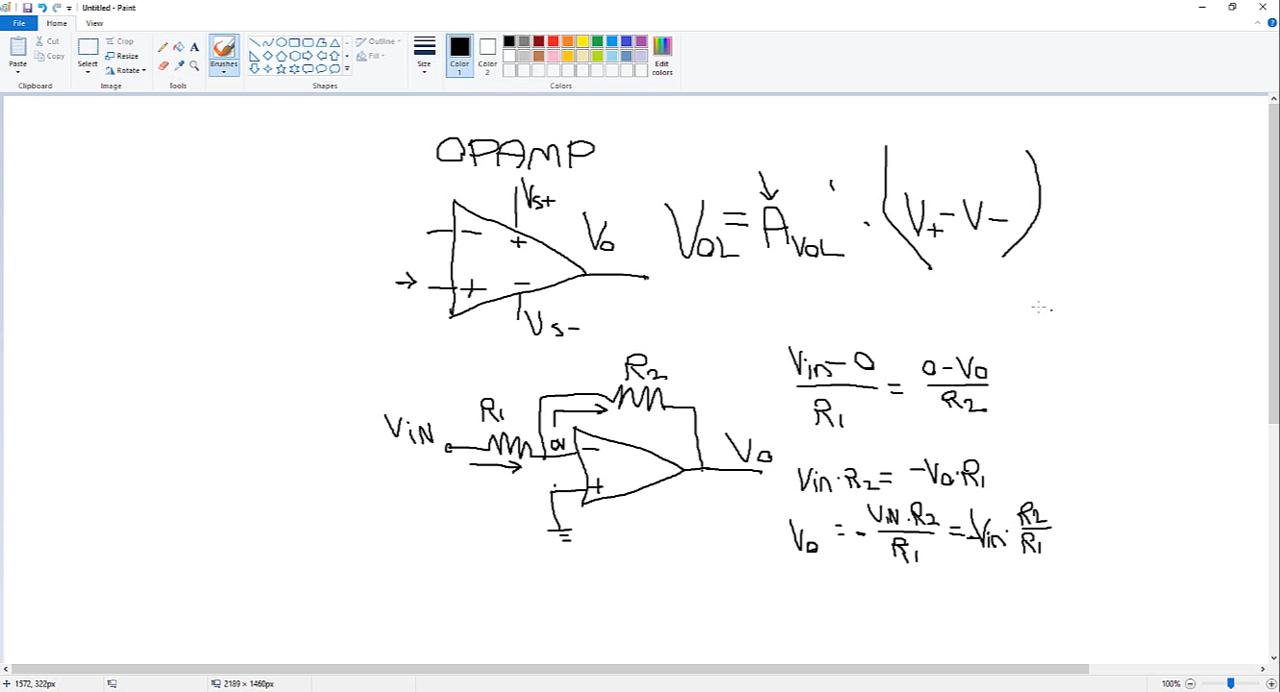 Untitled - Paint
File Home View
Paste
Cut
Copy
Clipboard
Select
Crop
Resize
Rotate
Image
A
Tools
Brushes
Outline
Fill
Shapes
Size
Color 1
Color 2
Edit colors
Colors
OPAMP
Vs+
- +
+ -
Vs-
Vo
VOL = AVOL · (V+ - V-)
R2
R1
ViN
0V
-
+
Vo
Vin-0 / R1 = 0-Vo / R2
Vin·R2 = -Vo·R1
Vo = - VIN·R2 / R1 = -Vin · R2 / R1
1572, 322px
2189 × 1460px
100%